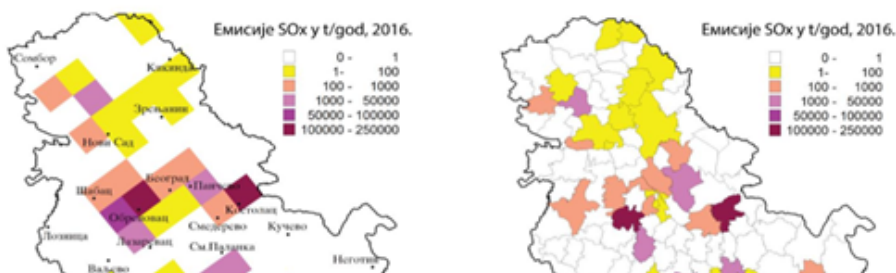 Емисије SOx у t/год, 2016.
0 - 1
1- 100
100 - 1000
1000 - 50000
50000 - 100000
100000 - 250000
Сомбор
Кикинда
Зрењанин
Нови Сад
Београд
Панчево
Шабац
Обреновац
Костолац
Смедерево
Кучево
Лозница
Лазаревац
См.Паланка
Ваљево
Неготин
Емисије SOx у t/год, 2016.
0 - 1
1- 100
100 - 1000
1000 - 50000
50000 - 100000
100000 - 250000